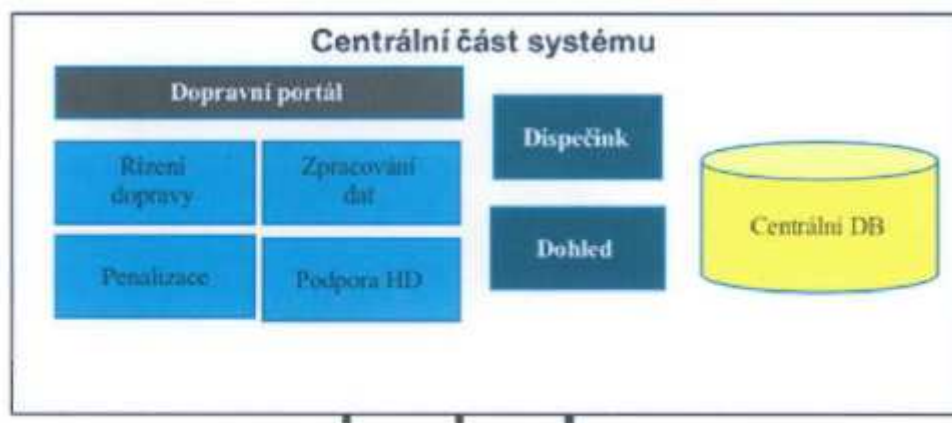 Centrální část systému
Dopravní portál
Řízení
dopravy
Zpracování
dat
Penalizace
Podpora HD
Dispečink
Dohled
Centrální DB